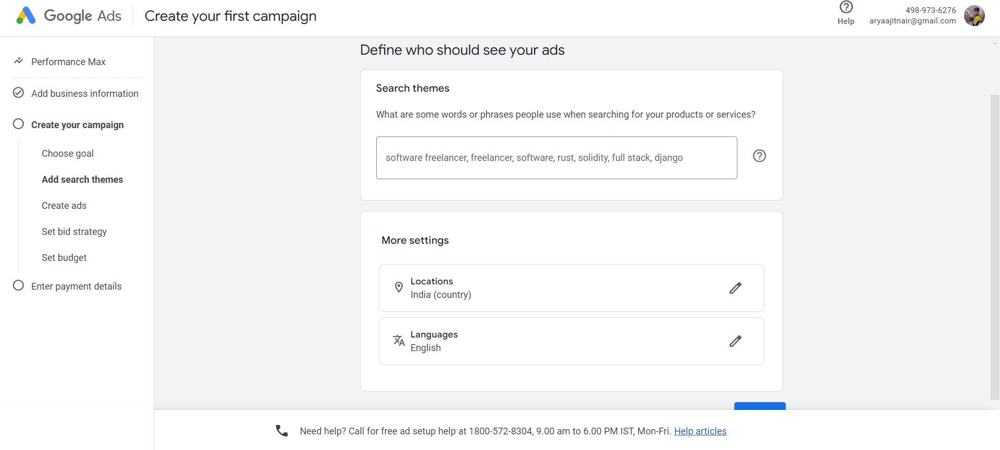 Google Ads
Create your first campaign
Help
498-973-6276
aryaajitnair@gmail.com
Performance Max
Add business information
Create your campaign
Choose goal
Add search themes
Create ads
Set bid strategy
Set budget
Enter payment details
Define who should see your ads
Search themes
What are some words or phrases people use when searching for your products or services?
software freelancer, freelancer, software, rust, solidity, full stack, django
More settings
Locations
India (country)
Languages
English
Need help? Call for free ad setup help at 1800-572-8304, 9.00 am to 6.00 PM IST, Mon-Fri. Help articles